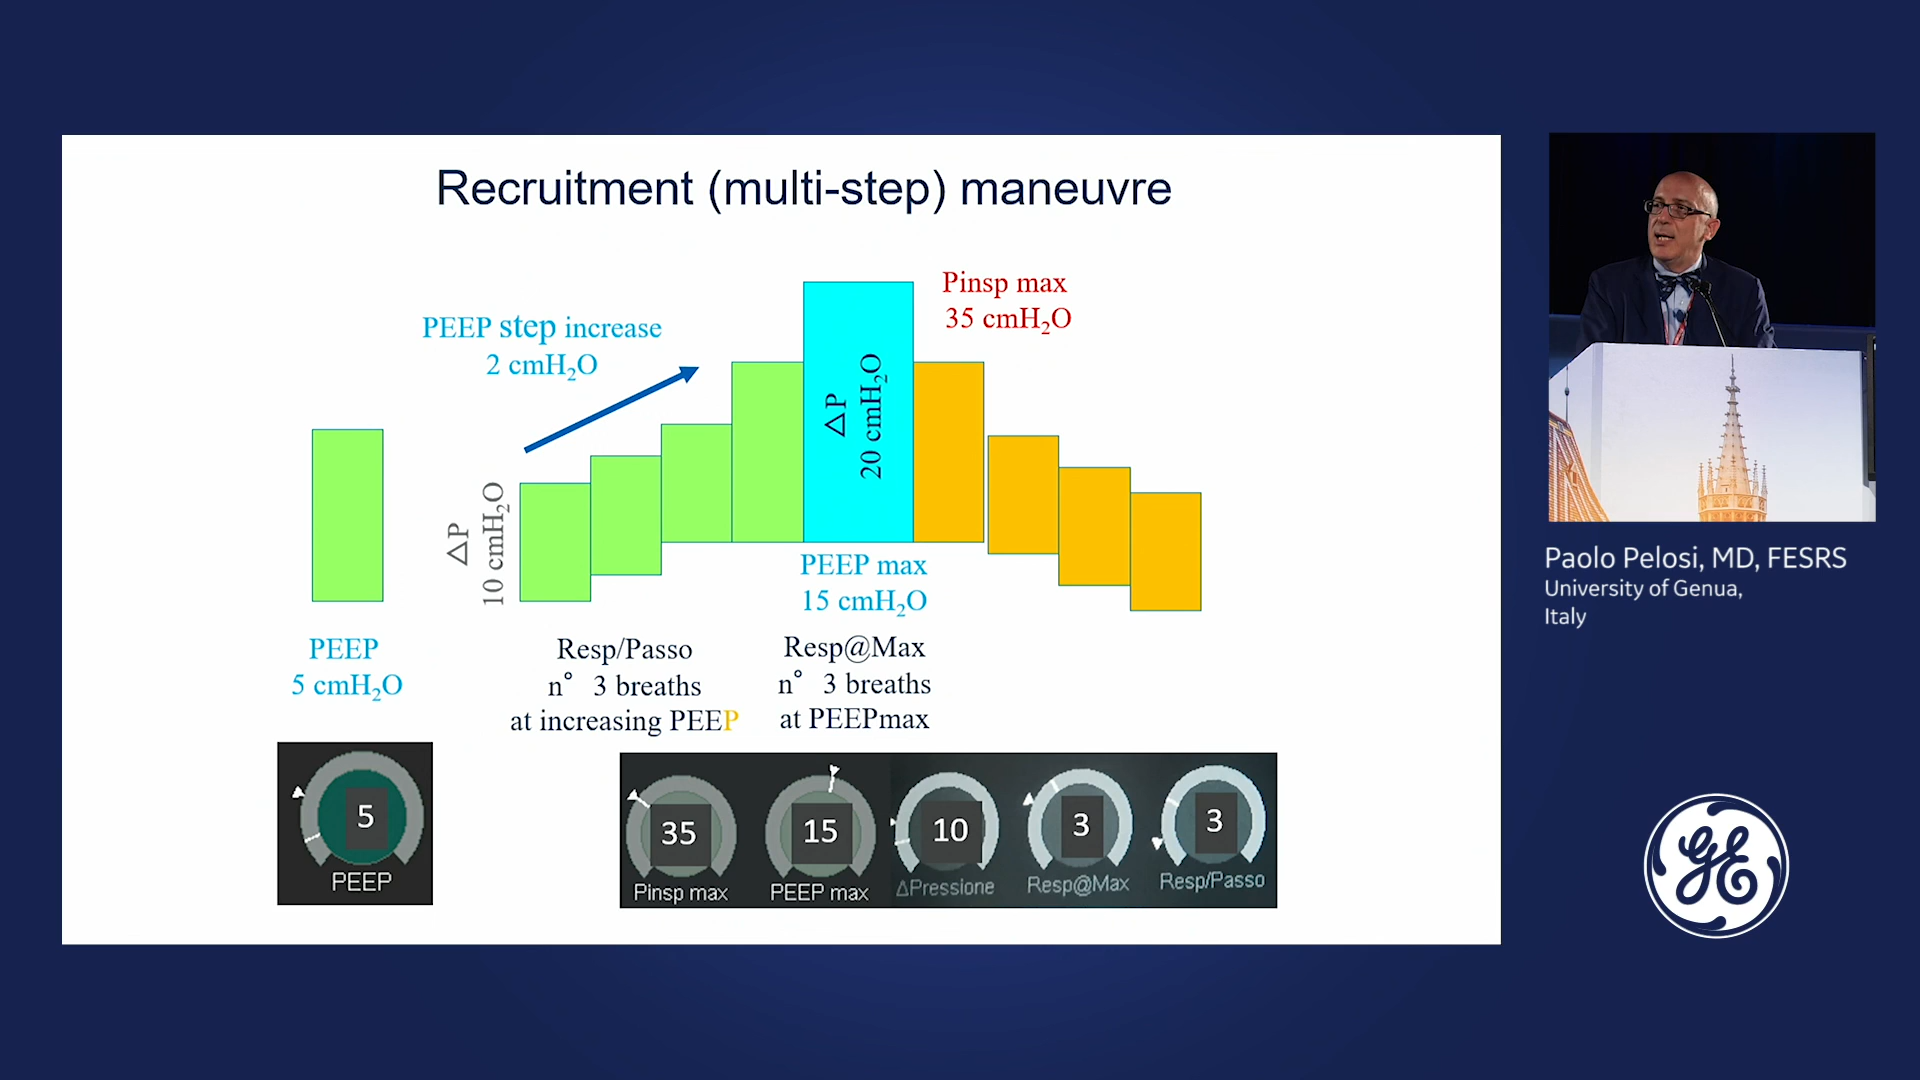 Recruitment (multi-step) maneuvre
Pinsp max
35 cmH₂O
PEEP step increase
2 cmH₂O
ΔP
20 cmH₂O
ΔP
10 cmH₂O
PEEP max
15 cmH₂O
PEEP
5 cmH₂O
Resp/Passo
n° 3 breaths
at increasing PEEP
Resp@Max
n° 3 breaths
at PEEPmax
5
PEEP
35
Pinsp max
15
PEEP max
10
ΔPressione
3
Resp@Max
3
Resp/Passo
Paolo Pelosi, MD, FESRS
University of Genua,
Italy
GE